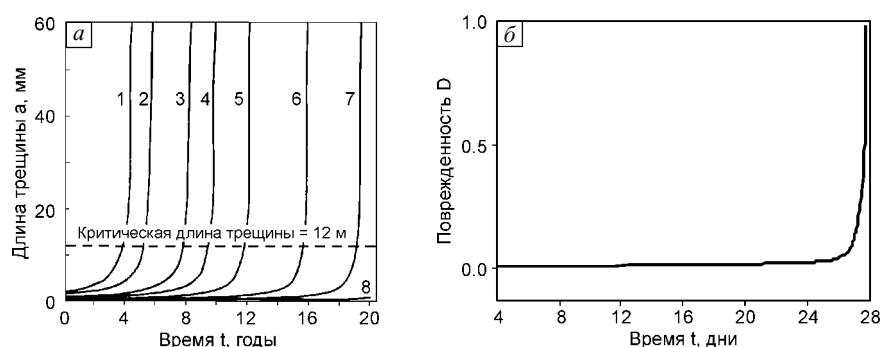 а
60
40
20
0
Длина трещины а, мм
1 2 3 4 5 6 7
Критическая длина трещины = 12 м
8
0 4 8 12 16 20
Время t, годы
б
1.0
0.5
0.0
Поврежденность D
4 8 12 16 20 24 28
Время t, дни